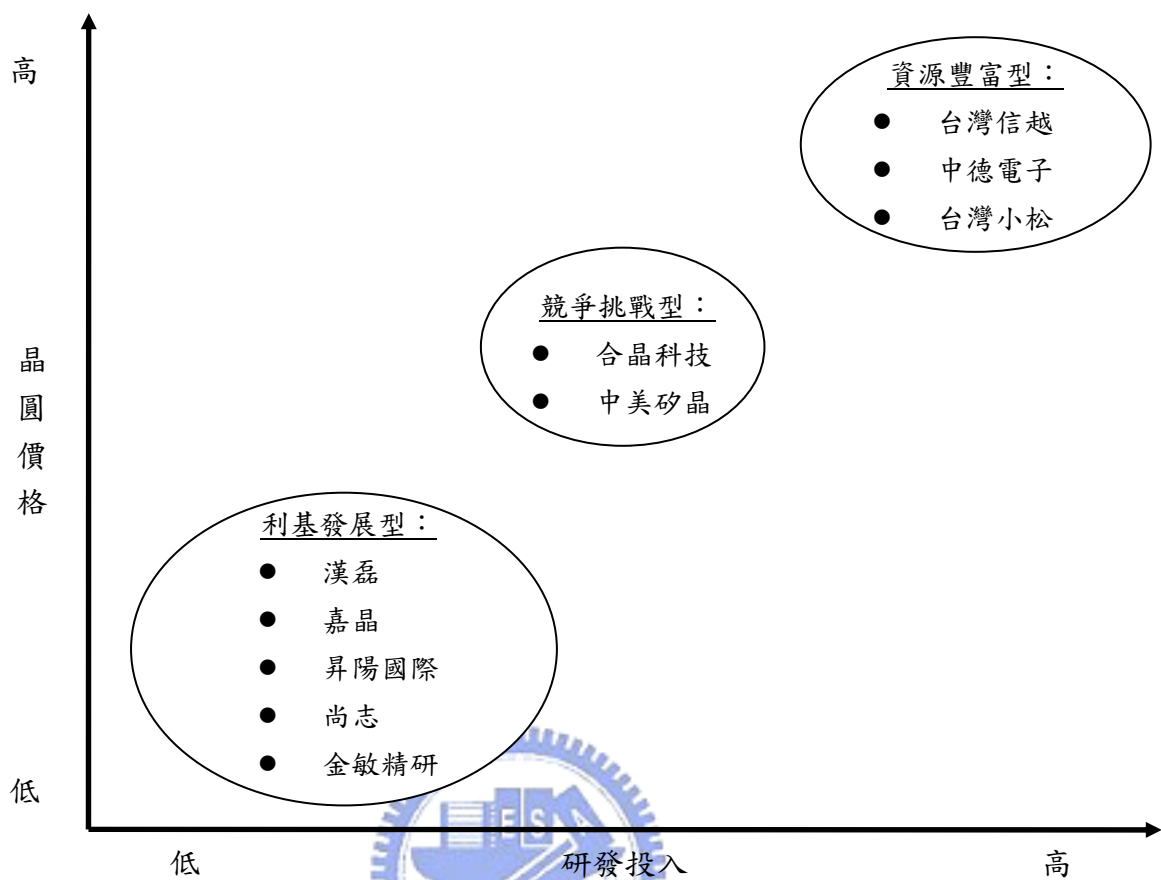 高
資源豐富型：
● 台灣信越
● 中德電子
● 台灣小松
競爭挑戰型：
● 合晶科技
● 中美矽晶
晶
圓
價
格
利基發展型：
● 漢磊
● 嘉晶
● 昇陽國際
● 尚志
● 金敏精研
低
ES
低 研發投入 高